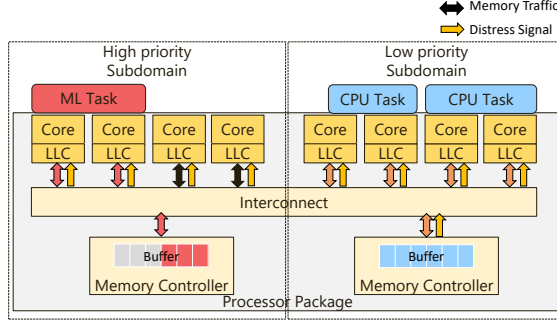 Memory Traffic
Distress Signal
High priority
Subdomain
Low priority
Subdomain
ML Task
CPU Task
CPU Task
Core
Core
Core
Core
Core
Core
Core
Core
LLC
LLC
LLC
LLC
LLC
LLC
LLC
LLC
Interconnect
Buffer
Buffer
Memory Controller
Memory Controller
Processor Package